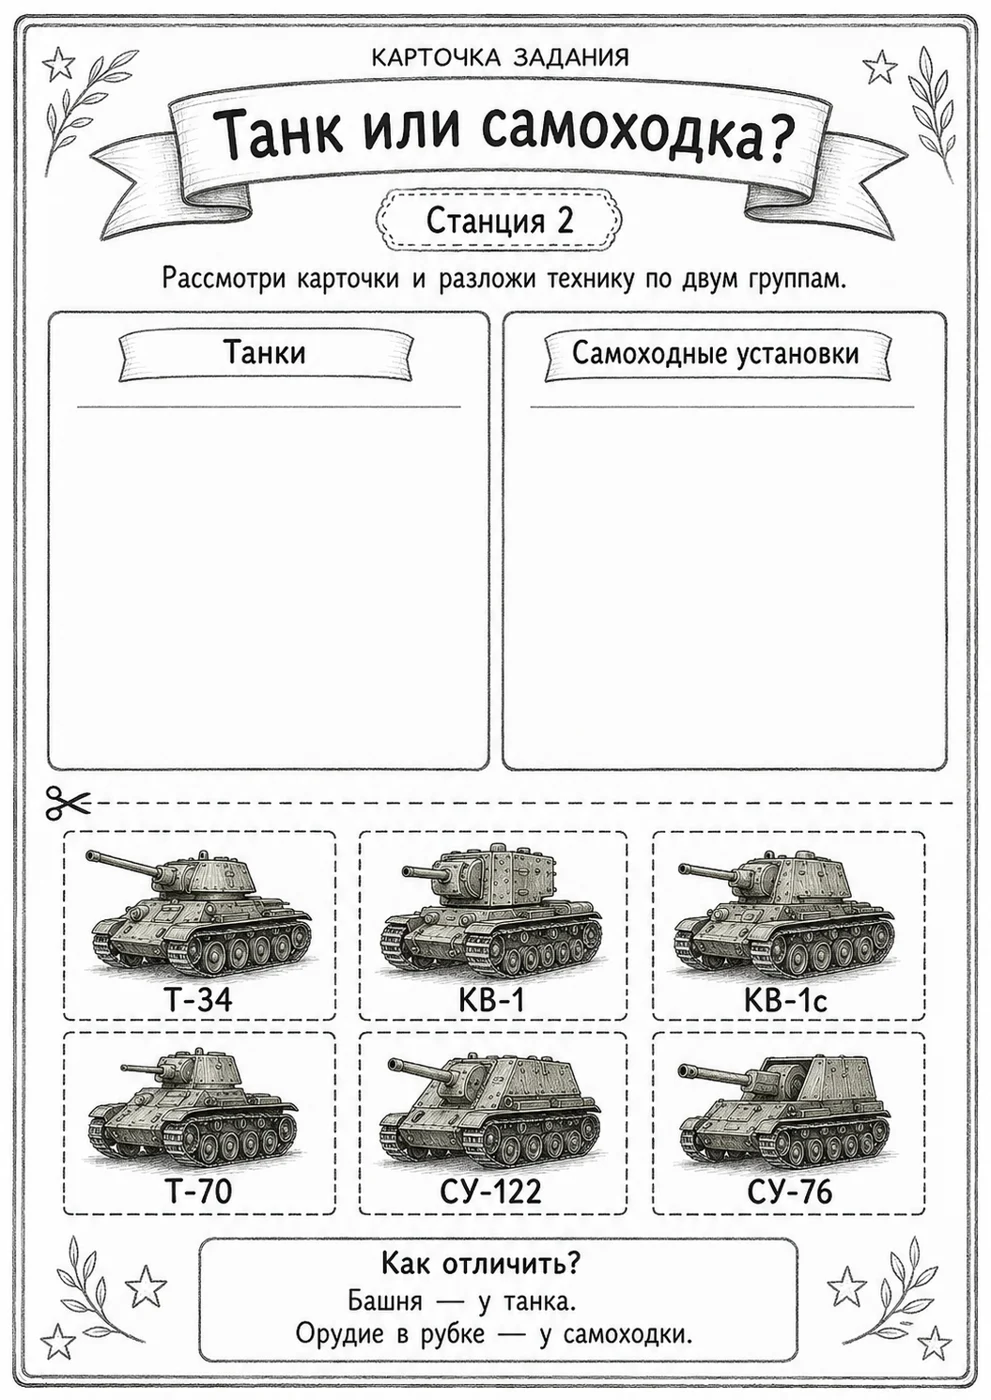 КАРТОЧКА ЗАДАНИЯ
Танк или самоходка?
Станция 2
Рассмотри карточки и разложи технику по двум группам.
Танки
Самоходные установки
Т-34
КВ-1
КВ-1с
Т-70
СУ-122
СУ-76
Как отличить?
Башня — у танка.
Орудие в рубке — у самоходки.